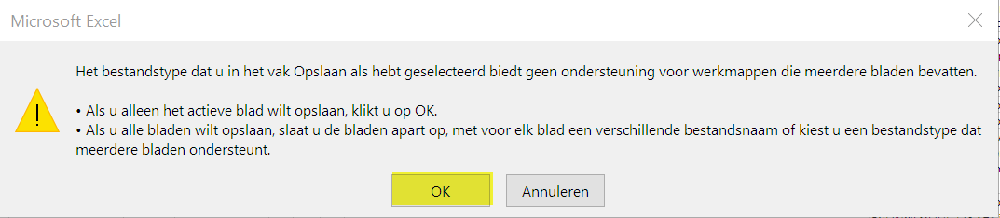 Microsoft Excel
Het bestandstype dat u in het vak Opslaan als hebt geselecteerd biedt geen ondersteuning voor werkmappen die meerdere bladen bevatten.
• Als u alleen het actieve blad wilt opslaan, klikt u op OK.
• Als u alle bladen wilt opslaan, slaat u de bladen apart op, met voor elk blad een verschillende bestandsnaam of kiest u een bestandstype dat
meerdere bladen ondersteunt.
OK
Annuleren